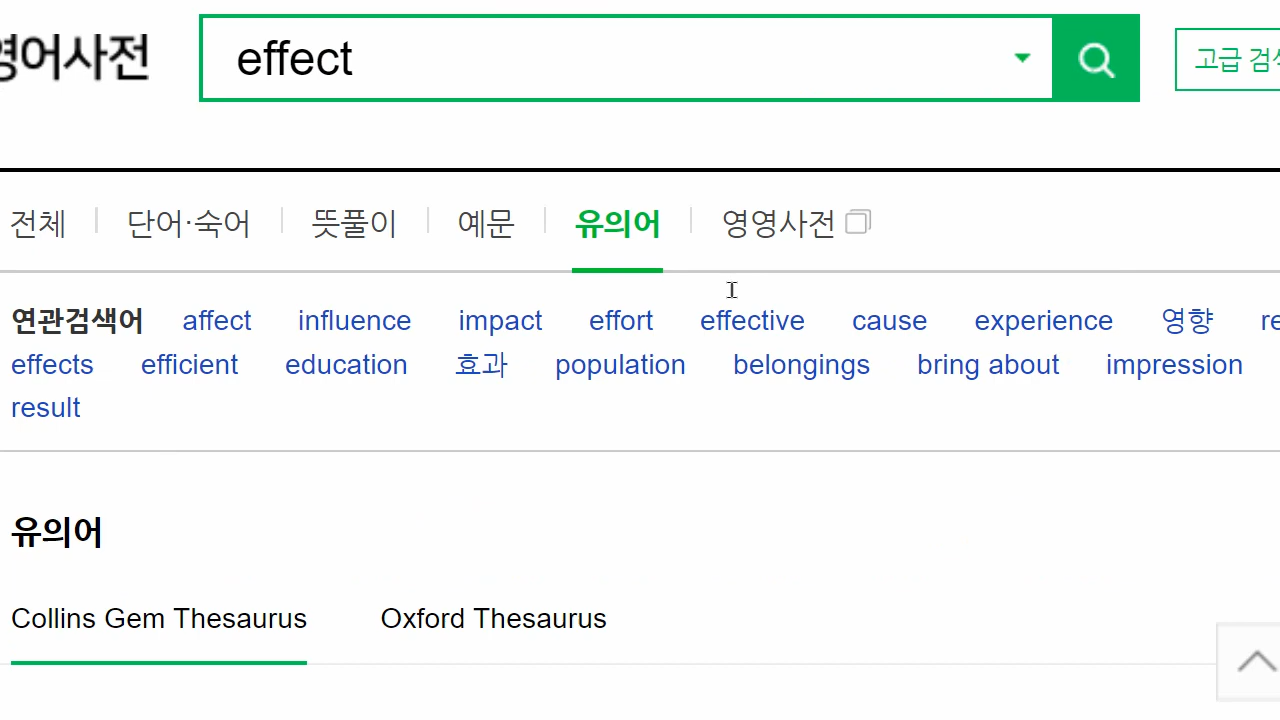 영어사전 effect 고급 검색
전체 단어·숙어 뜻풀이 예문 유의어 영영사전
연관검색어 affect influence impact effort effective cause experience 영향
effects efficient education 효과 population belongings bring about impression
result
유의어
Collins Gem Thesaurus Oxford Thesaurus